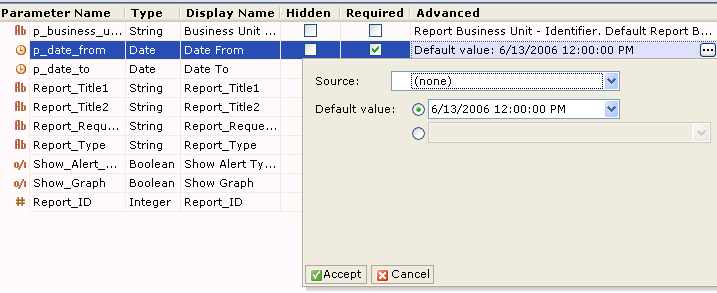 Parameter Name Type Display Name Hidden Required Advanced
p_business_u... String Business Unit ... Report Business Unit - Identifier. Default Report B...
p_date_from Date Date From Default value: 6/13/2006 12:00:00 PM ...
p_date_to Date Date To
Source: (none)
Report_Title1 String Report_Title1
Report_Title2 String Report_Title2
Default value: 6/13/2006 12:00:00 PM
Report_Reque... String Report_Reque...
Report_Type String Report_Type
Show_Alert_... Boolean Show Alert Ty...
Show_Graph Boolean Show Graph
Report_ID Integer Report_ID
Accept Cancel